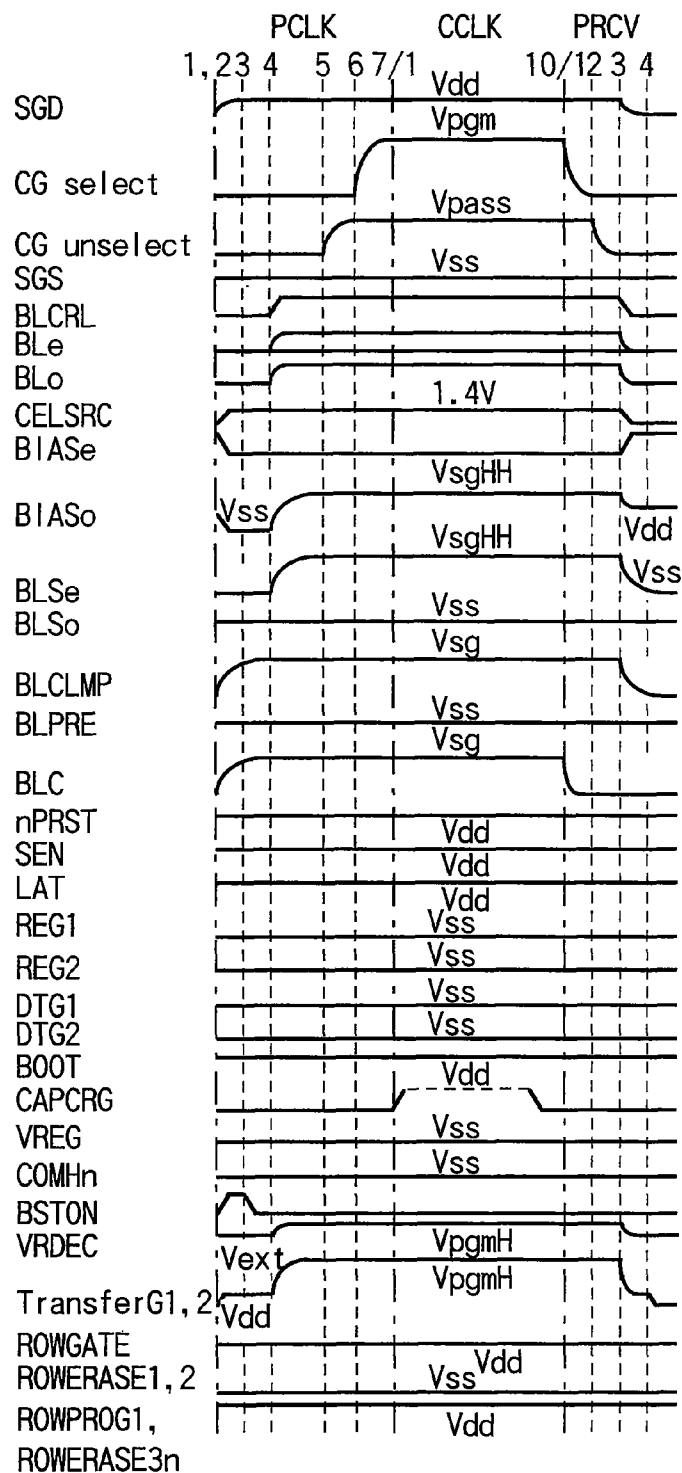 PCLK CCLK PRCV
1,23 4 5 6 7/1 10/12 3 4
SGD Vdd
Vpgm
CG select
Vpass
CG unselect
SGS Vss
BLCRL
BLe
BLo
CELSRC 1.4V
BIASe
VsgHH
BIASo Vss Vdd
VsgHH
BLSe Vss
BLSo Vss
Vsg
BLCLMP
BLPRE Vss
Vsg
BLC
nPRST Vdd
SEN Vdd
LAT Vdd
REG1 Vss
REG2 Vss
DTG1 Vss
DTG2 Vss
BOOT Vdd
CAPCRG
VREG Vss
COMHn Vss
BSTON
VRDEC Vext VpgmH
VpgmH
TransferG1,2 Vdd
ROWGATE Vdd
ROWERASE1,2 Vss
ROWPROG1, Vdd
ROWERASE3n